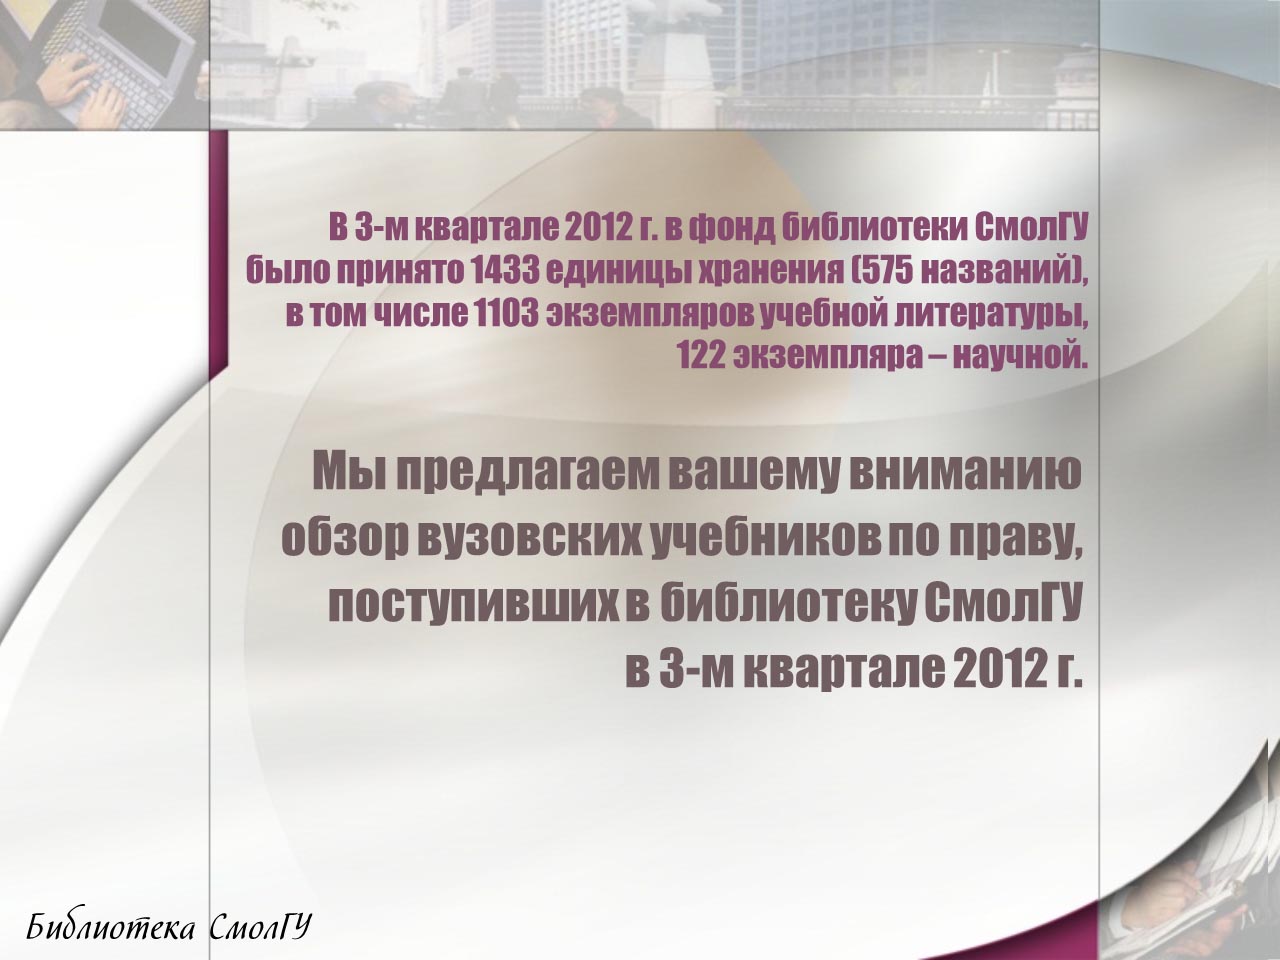 В 3-м квартале 2012 г. в фонд библиотеки СмолГУ
было принято 1433 единицы хранения (575 названий),
в том числе 1103 экземпляров учебной литературы,
122 экземпляра – научной.
Мы предлагаем вашему вниманию
обзор вузовских учебников по праву,
поступивших в библиотеку СмолГУ
в 3-м квартале 2012 г.
Библиотека СмолГУ